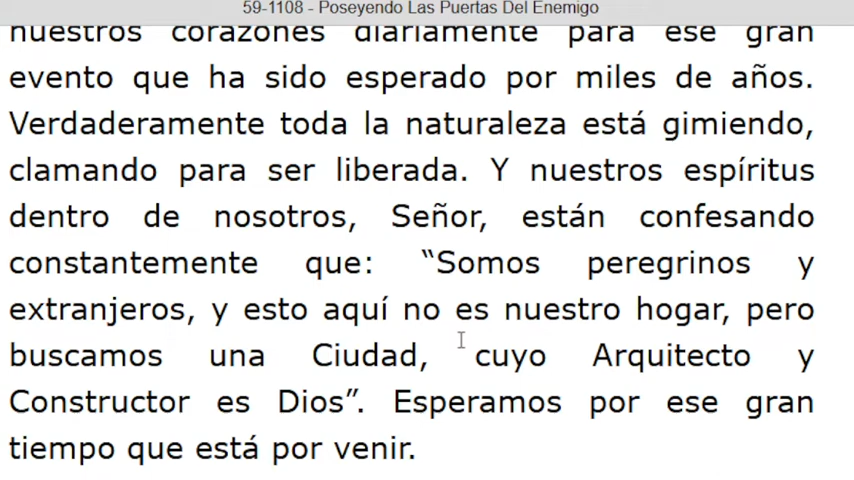 59-1108 - Poseyendo Las Puertas Del Enemigo
nuestros corazones diariamente para ese gran
evento que ha sido esperado por miles de años.
Verdaderamente toda la naturaleza está gimiendo,
clamando para ser liberada. Y nuestros espíritus
dentro de nosotros, Señor, están confesando
constantemente que: “Somos peregrinos y
extranjeros, y esto aquí no es nuestro hogar, pero
buscamos una Ciudad, cuyo Arquitecto y
Constructor es Dios”. Esperamos por ese gran
tiempo que está por venir.